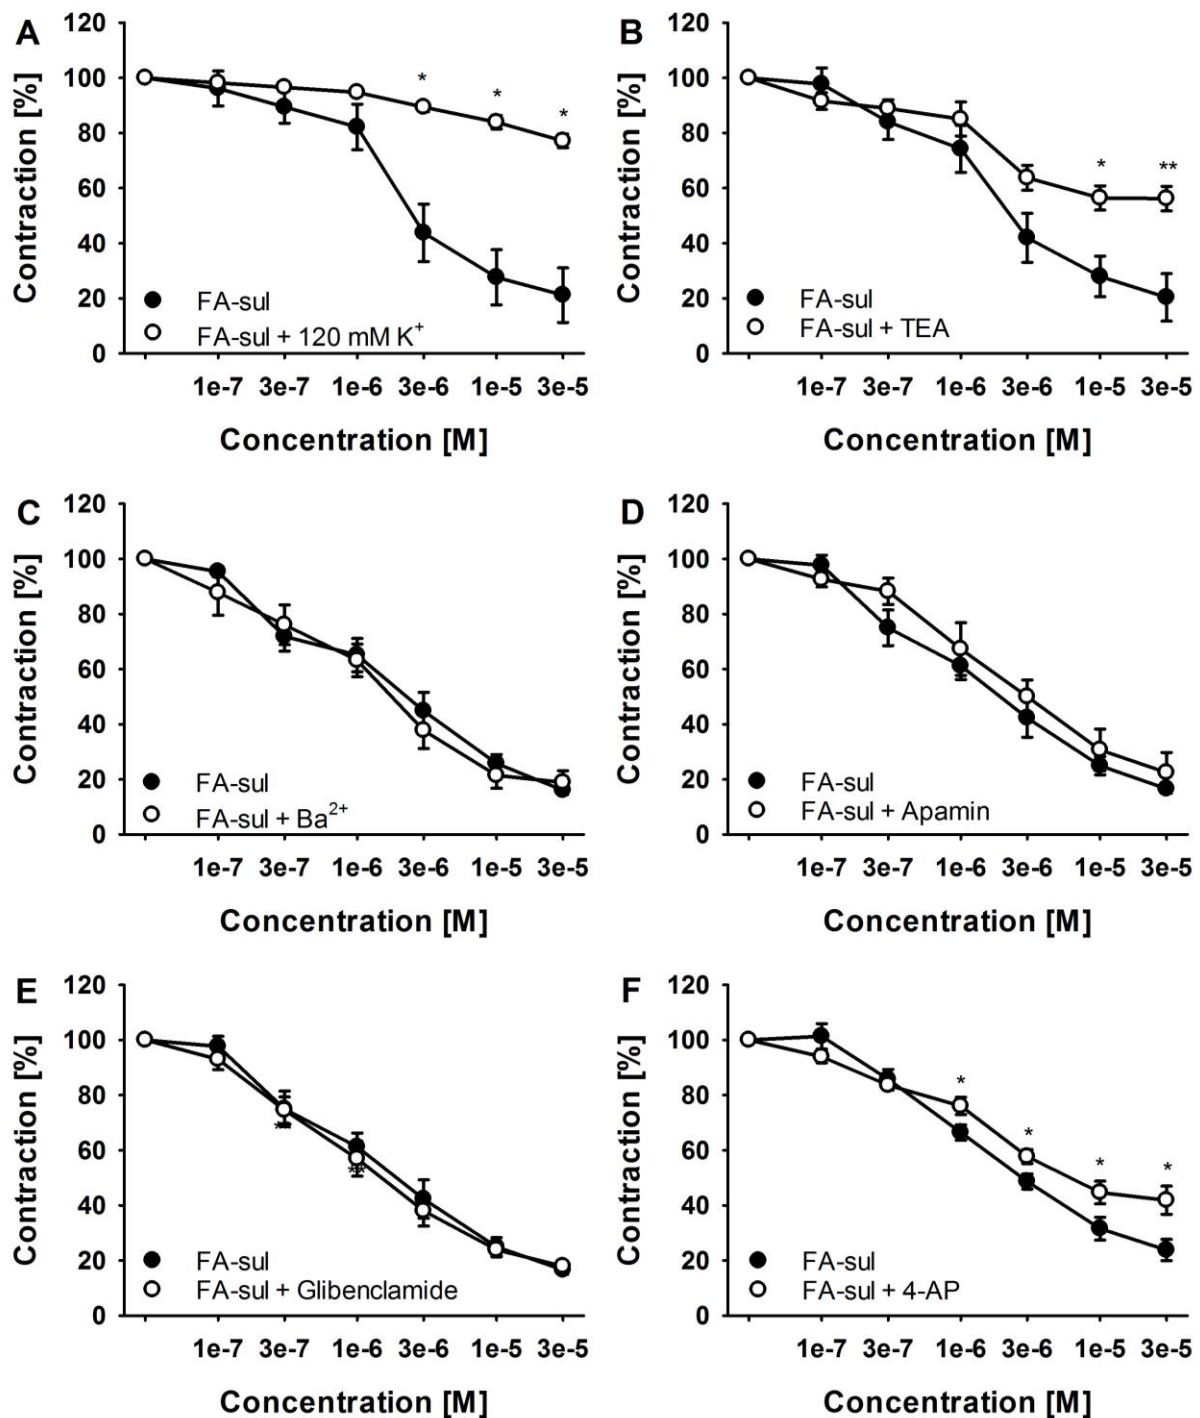 A
Contraction [%]
120
100
80
60
40
20
0
*
*
*
FA-sul
FA-sul + 120 mM K⁺
1e-7 3e-7 1e-6 3e-6 1e-5 3e-5
Concentration [M]
B
Contraction [%]
120
100
80
60
40
20
0
*
**
FA-sul
FA-sul + TEA
1e-7 3e-7 1e-6 3e-6 1e-5 3e-5
Concentration [M]
C
Contraction [%]
120
100
80
60
40
20
0
FA-sul
FA-sul + Ba²⁺
1e-7 3e-7 1e-6 3e-6 1e-5 3e-5
Concentration [M]
D
Contraction [%]
120
100
80
60
40
20
0
FA-sul
FA-sul + Apamin
1e-7 3e-7 1e-6 3e-6 1e-5 3e-5
Concentration [M]
E
Contraction [%]
120
100
80
60
40
20
0
**
**
FA-sul
FA-sul + Glibenclamide
1e-7 3e-7 1e-6 3e-6 1e-5 3e-5
Concentration [M]
F
Contraction [%]
120
100
80
60
40
20
0
*
*
*
*
FA-sul
FA-sul + 4-AP
1e-7 3e-7 1e-6 3e-6 1e-5 3e-5
Concentration [M]